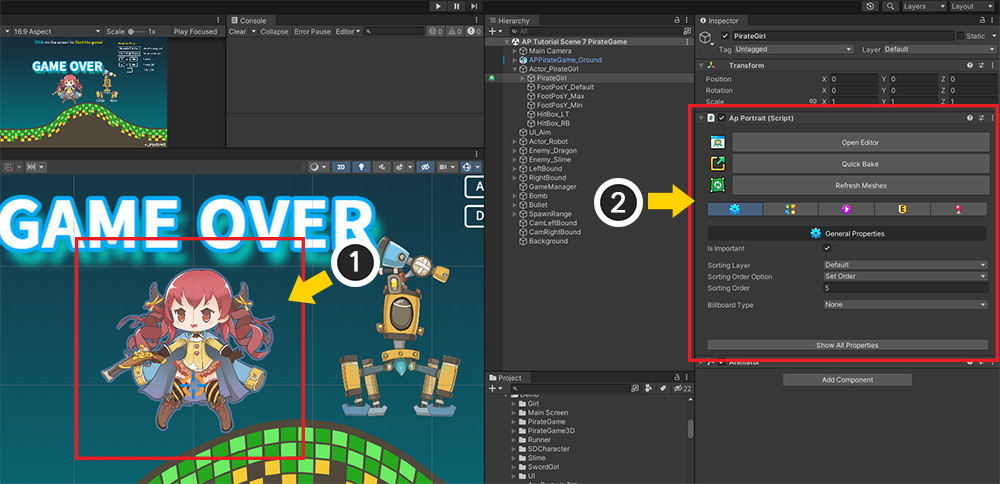 Console
Clear Collapse Error Pause Editor 0 0 0
16:9 Aspect Scale 1x Play Focused
Click on the screen to Start the game!
GAME OVER
2D
GAME OVER
A
D
1
2
Hierarchy
All
AP Tutorial Scene 7 PirateGame
Main Camera
APPirateGame_Ground
Actor_PirateGirl
PirateGirl
FootPosY_Default
FootPosY_Max
FootPosY_Min
HitBox_LT
HitBox_RB
UI_Aim
Actor_Robot
Enemy_Dragon
Enemy_Slime
LeftBound
RightBound
GameManager
Bomb
Bullet
SpawnRange
CamLeftBound
CamRightBound
Background
Project
22
Demo
Girl
Main Screen
PirateGame
PirateGame3D
Runner
SDCharacter
Slime
SwordGirl
UI
Layers Layout
Inspector
PirateGirl Static
Tag Untagged Layer Default
Transform
Position X 0 Y 0 Z 0
Rotation X 0 Y 0 Z 0
Scale X 1 Y 1 Z 1
Ap Portrait (Script)
Open Editor
Quick Bake
Refresh Meshes
E
General Properties
Is Important
Sorting Layer Default
Sorting Order Option Set Order
Sorting Order 5
Billboard Type None
Show All Properties
Animator
Add Component